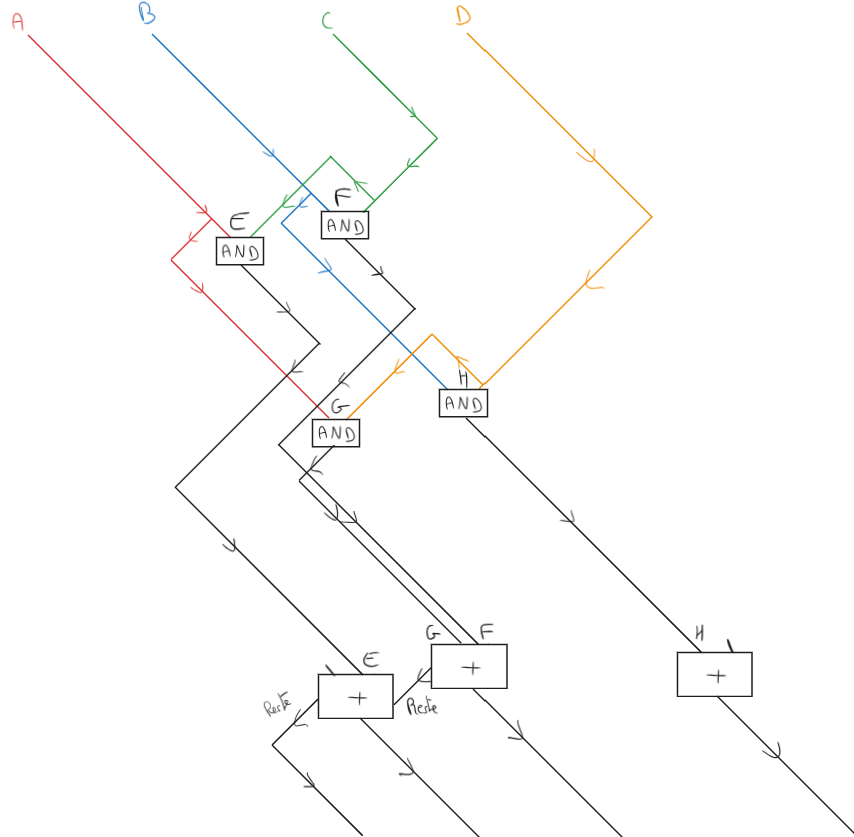 A B C D
E F
AND AND
H
G AND
AND
G F H
E + +
Reste + Reste